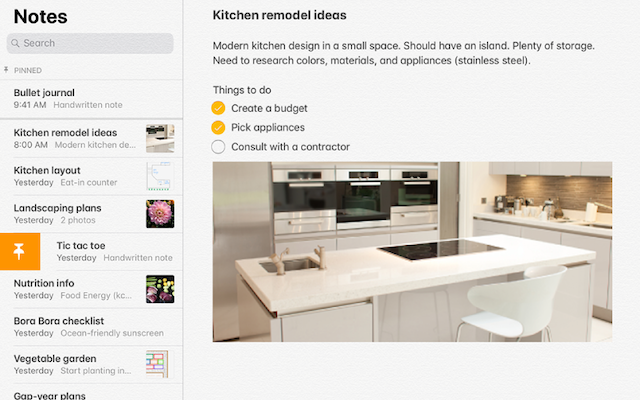 Notes
Search
PINNED
Bullet journal
9:41 AM Handwritten note
Kitchen remodel ideas
8:00 AM Modern kitchen de...
Kitchen layout
Yesterday Eat-in counter
Landscaping plans
Yesterday 2 photos
Tic tac toe
Yesterday Handwritten note
Nutrition info
Yesterday Food Energy (kc...
Bora Bora checklist
Yesterday Ocean-friendly sunscreen
Vegetable garden
Yesterday Start planting in...
Gap-year plans
Kitchen remodel ideas
Modern kitchen design in a small space. Should have an island. Plenty of storage.
Need to research colors, materials, and appliances (stainless steel).
Things to do
Create a budget
Pick appliances
Consult with a contractor